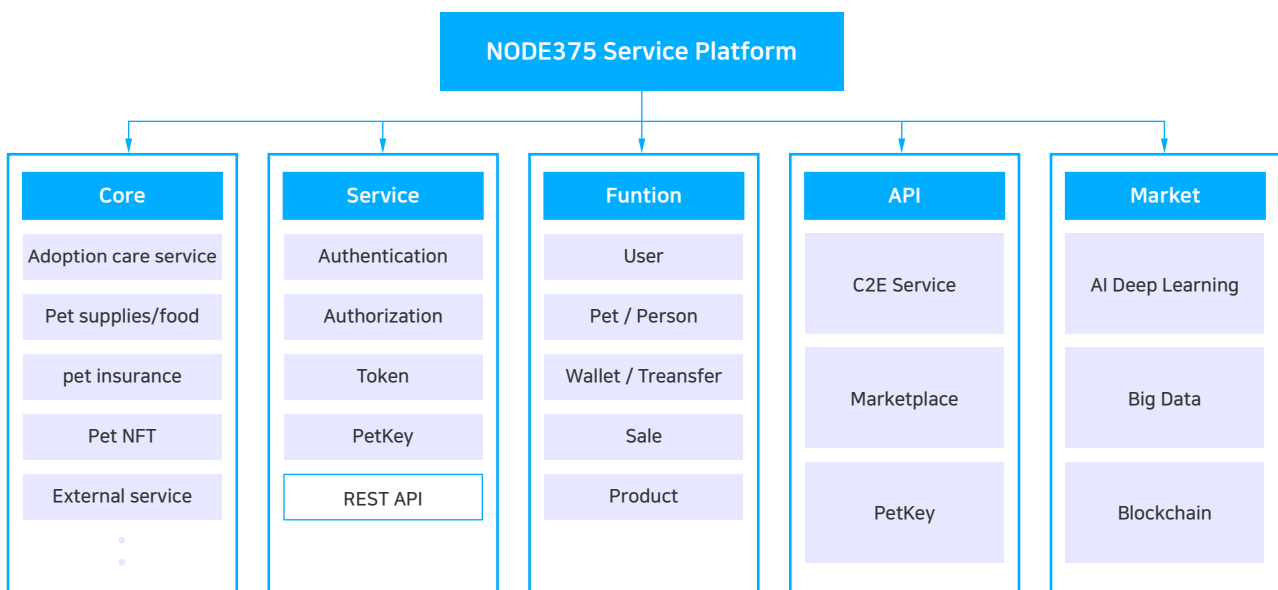 NODE375 Service Platform
Core
Adoption care service
Pet supplies/food
pet insurance
Pet NFT
External service
Service
Authentication
Authorization
Token
PetKey
REST API
Funtion
User
Pet / Person
Wallet / Treansfer
Sale
Product
API
C2E Service
Marketplace
PetKey
Market
AI Deep Learning
Big Data
Blockchain